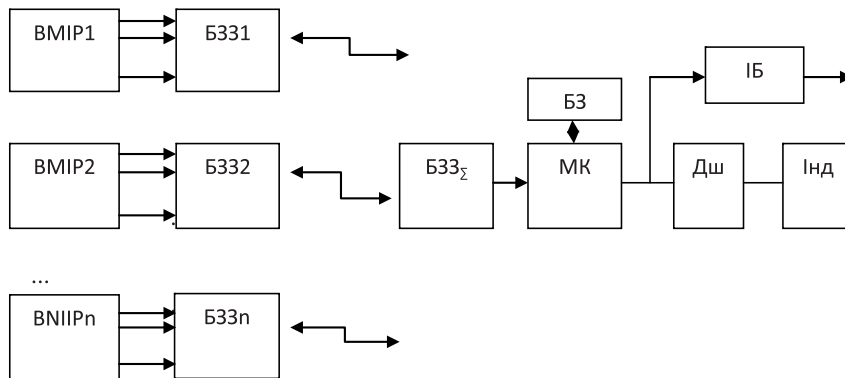 ВМІР1
БЗЗ1
ІБ
БЗ
ВМІР2
БЗЗ2
БЗЗ∑
МК
Дш
Інд
...
BNIIPn
БЗЗn